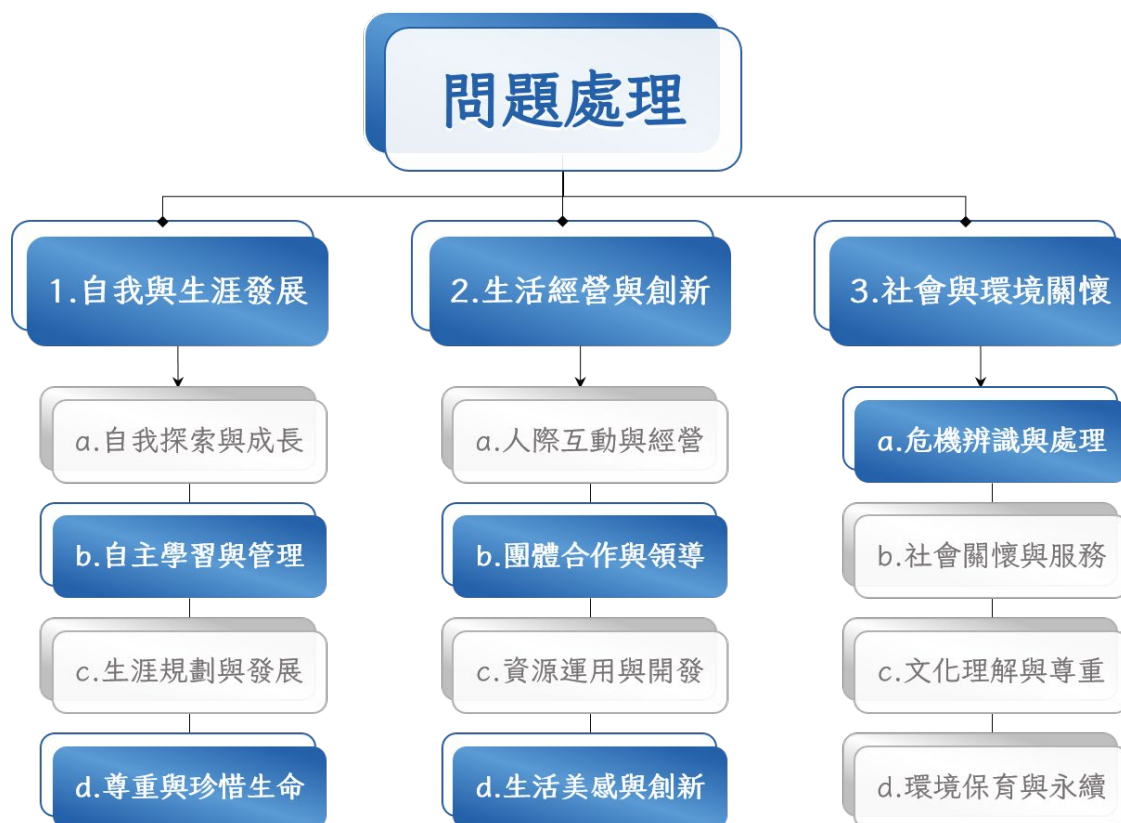 問題處理
1.自我與生涯發展
a.自我探索與成長
b.自主學習與管理
c.生涯規劃與發展
d.尊重與珍惜生命
2.生活經營與創新
a.人際互動與經營
b.團體合作與領導
c.資源運用與開發
d.生活美感與創新
3.社會與環境關懷
a.危機辨識與處理
b.社會關懷與服務
c.文化理解與尊重
d.環境保育與永續